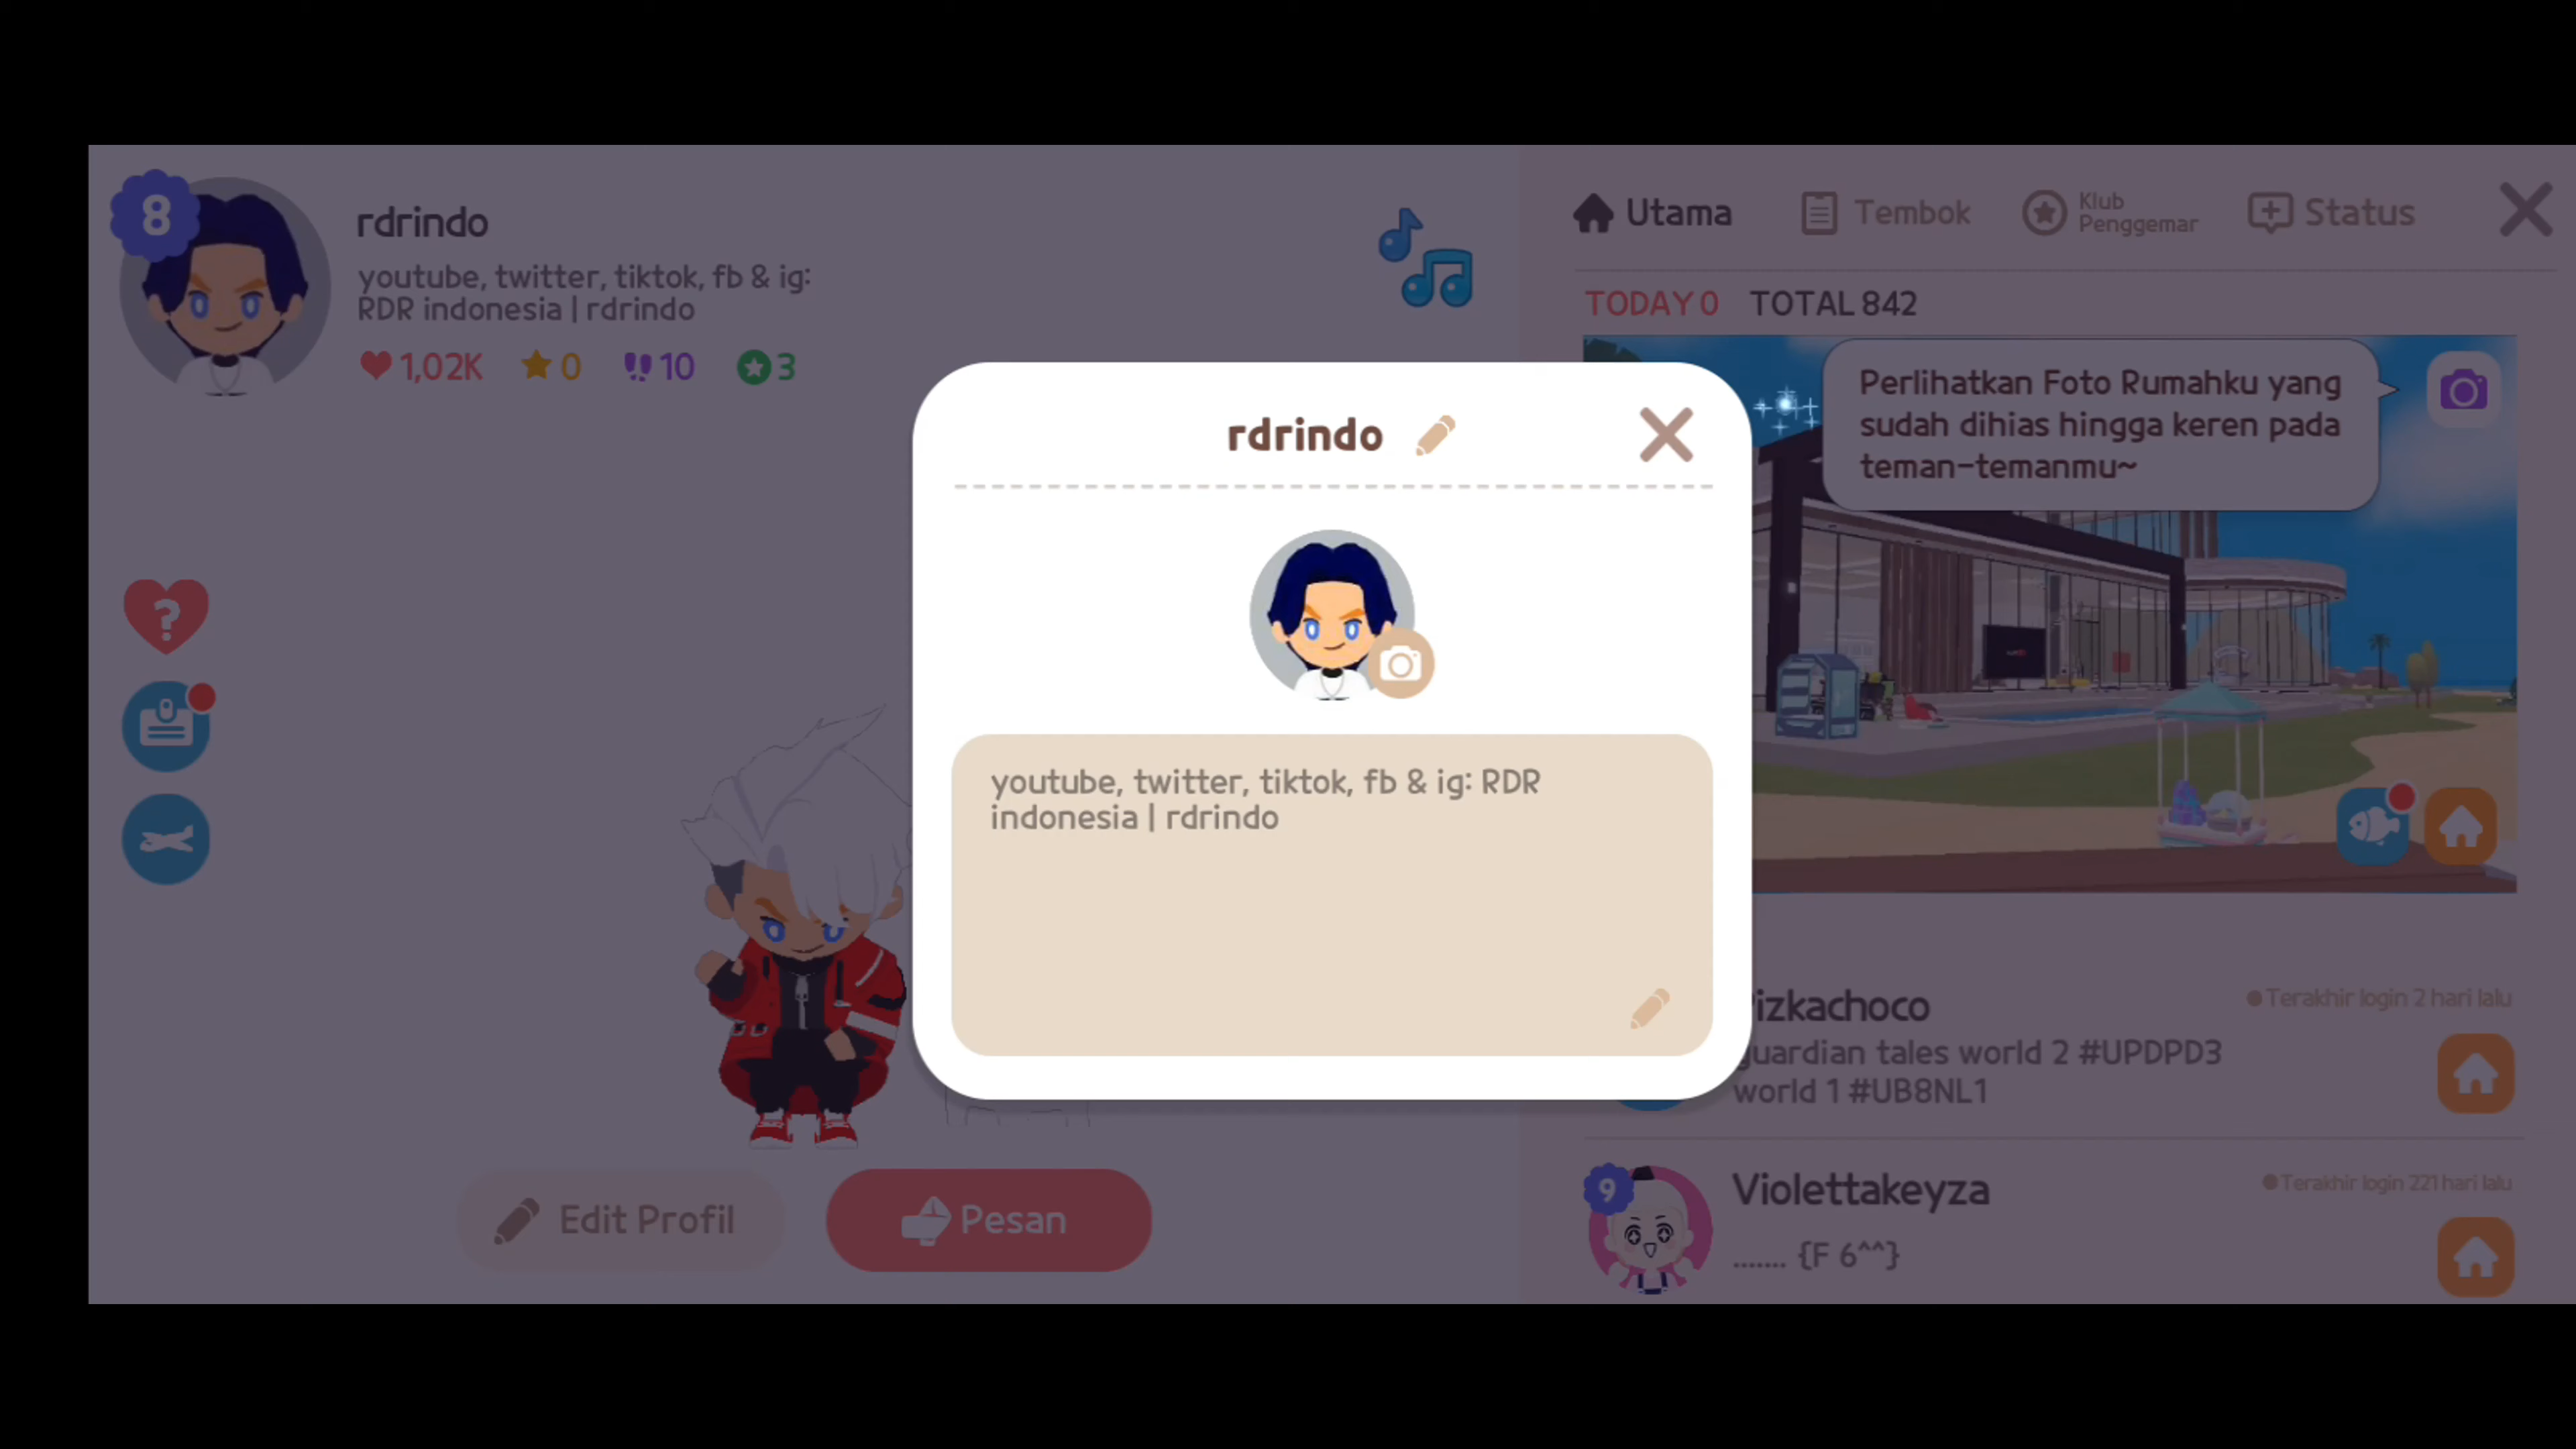 8
rdrindo
youtube, twitter, tiktok, fb & ig:
RDR indonesia | rdrindo
1,02K 0 10 3
Utama Tembok Klub Penggemar Status
TODAY 0 TOTAL 842
Perlihatkan Foto Rumahku yang
sudah dihias hingga keren pada
teman-temanmu~
rdrindo
youtube, twitter, tiktok, fb & ig: RDR
indonesia | rdrindo
izkachoco
Terakhir login 2 hari lalu
guardian tales world 2 #UPDPD3
world 1 #UB8NL1
9
Violettakeyza
Terakhir login 221 hari lalu
....... {F 6^^}
Edit Profil
Pesan